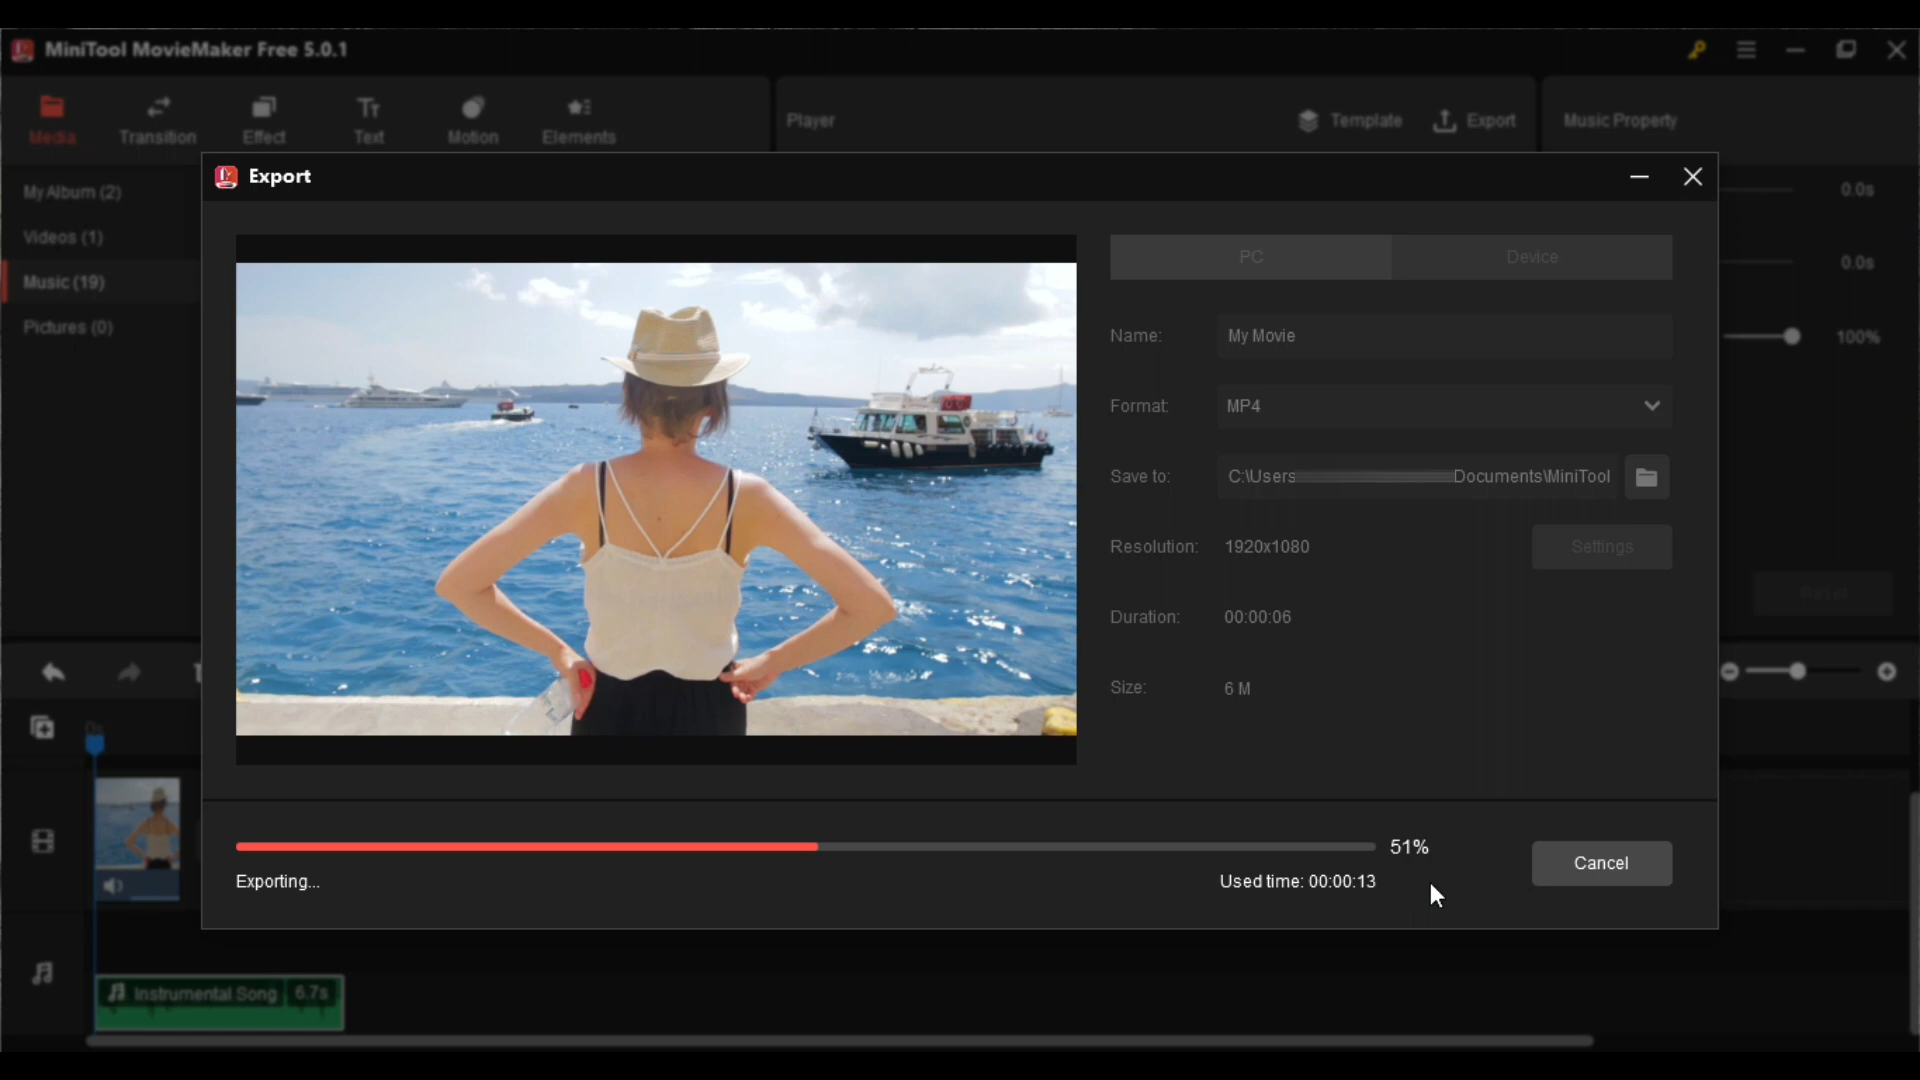 MiniTool MovieMaker Free 5.0.1
Media
Transition
Effect
Text
Motion
Elements
Player
Template
Export
Music Property
My Album (2)
Videos (1)
Music (19)
Pictures (0)
0.0s
0.0s
100%
Reset
Export
PC
Device
Name:
My Movie
Format:
MP4
Save to:
C:\Users Documents\MiniTool
Resolution:
1920x1080
Settings
Duration:
00:00:06
Size:
6 M
51%
Exporting...
Used time: 00:00:13
Cancel
0s
Instrumental Song
6.7s